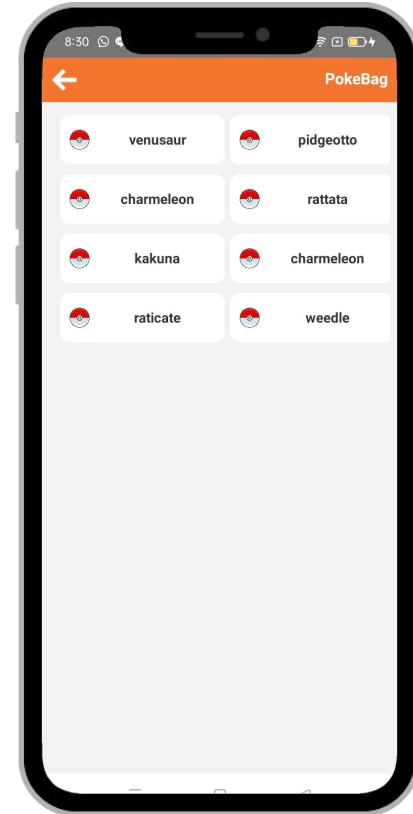 8:30
PokeBag
venusaur pidgeotto
charmeleon rattata
kakuna charmeleon
raticate weedle